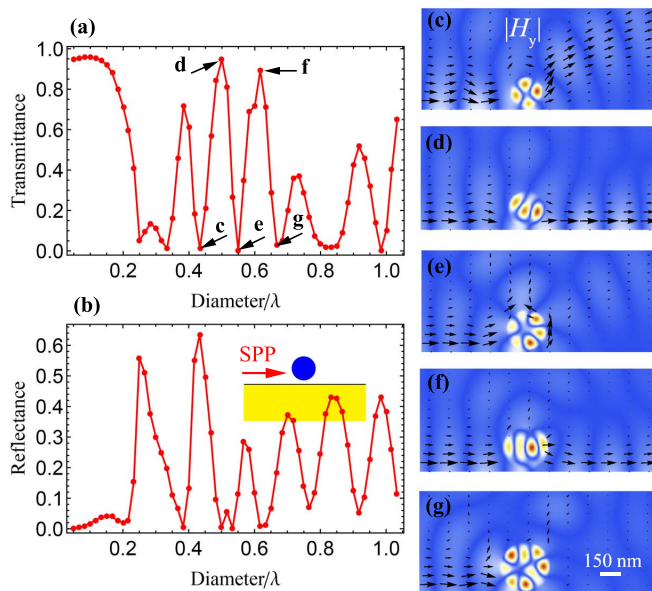 (a)
Transmittance
1.0
0.8
0.6
0.4
0.2
0.0
d
f
c
e
g
0.2 0.4 0.6 0.8 1.0
Diameter/λ
(b)
Reflectance
0.6
0.5
0.4
0.3
0.2
0.1
0.0
SPP
0.2 0.4 0.6 0.8 1.0
Diameter/λ
(c)
|Hy|
(d)
(e)
(f)
(g)
150 nm